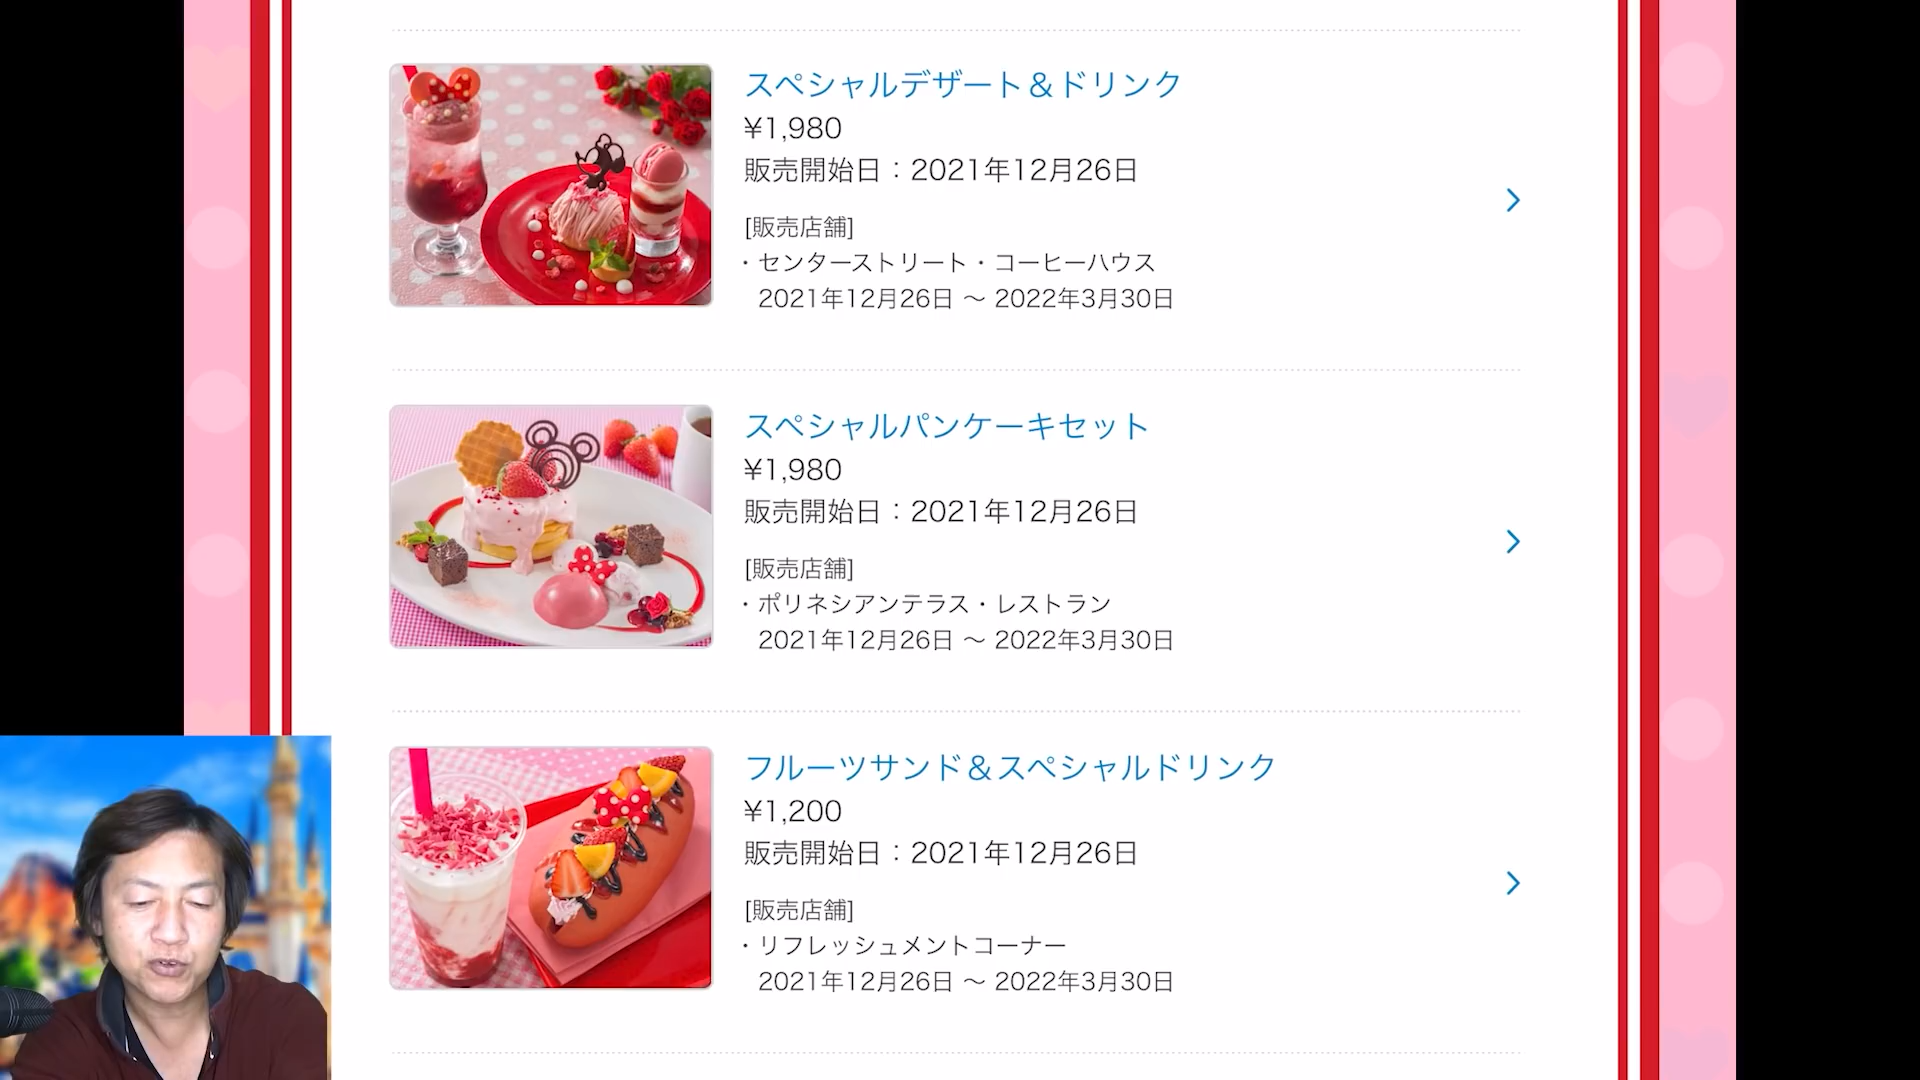 スペシャルデザート＆ドリンク
¥1,980
販売開始日：2021年12月26日
[販売店舗]
・センターストリート・コーヒーハウス
2021年12月26日 〜 2022年3月30日
スペシャルパンケーキセット
¥1,980
販売開始日：2021年12月26日
[販売店舗]
・ポリネシアンテラス・レストラン
2021年12月26日 〜 2022年3月30日
フルーツサンド＆スペシャルドリンク
¥1,200
販売開始日：2021年12月26日
[販売店舗]
・リフレッシュメントコーナー
2021年12月26日 〜 2022年3月30日